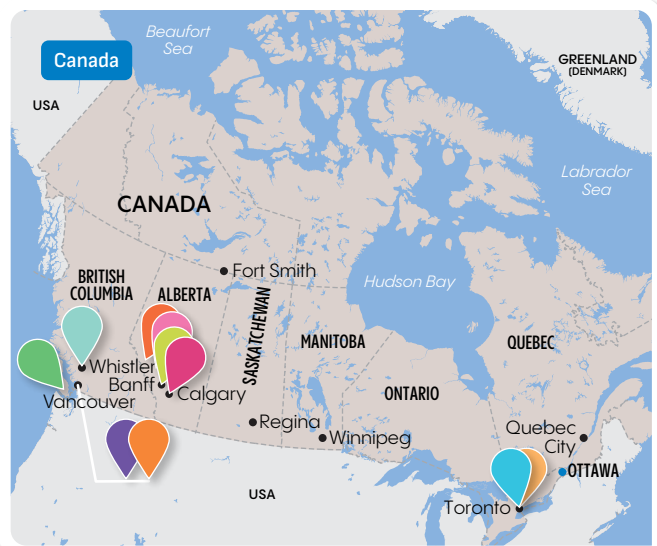 Canada
Beaufort
Sea
GREENLAND
(DENMARK)
USA
Labrador
Sea
CANADA
Fort Smith
Hudson Bay
BRITISH
COLUMBIA
ALBERTA
SASKATCHEWAN
MANITOBA
QUEBEC
Whistler
Banff
Calgary
Vancouver
ONTARIO
Regina
Winnipeg
Quebec
City
OTTAWA
USA
Toronto